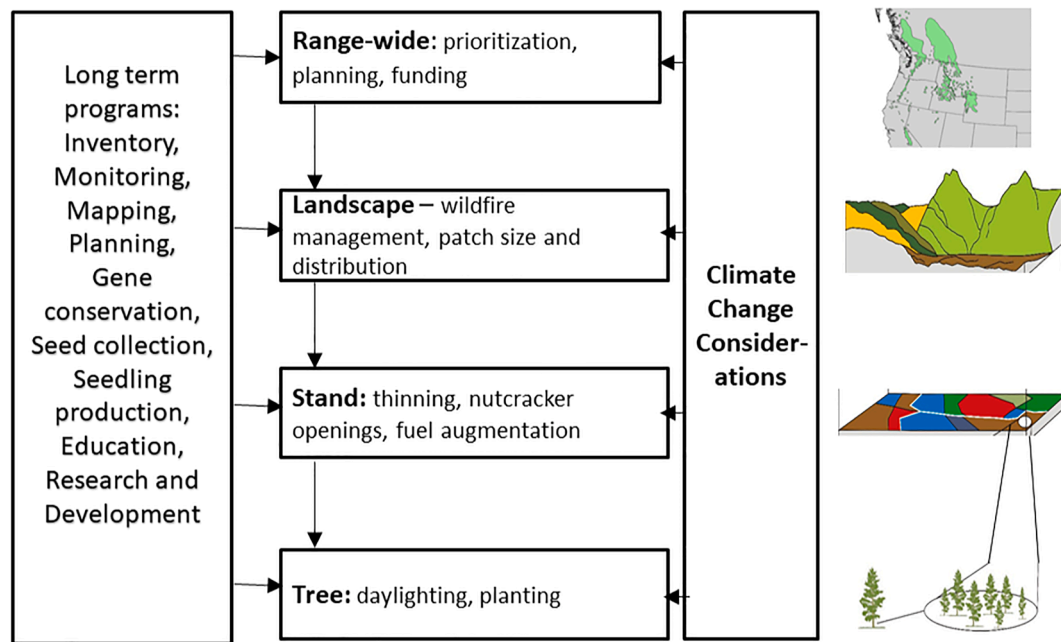 Long term
programs:
Inventory,
Monitoring,
Mapping,
Planning,
Gene
conservation,
Seed collection,
Seedling
production,
Education,
Research and
Development
Range-wide: prioritization,
planning, funding
Landscape – wildfire
management, patch size and
distribution
Stand: thinning, nutcracker
openings, fuel augmentation
Tree: daylighting, planting
Climate
Change
Consider-
ations